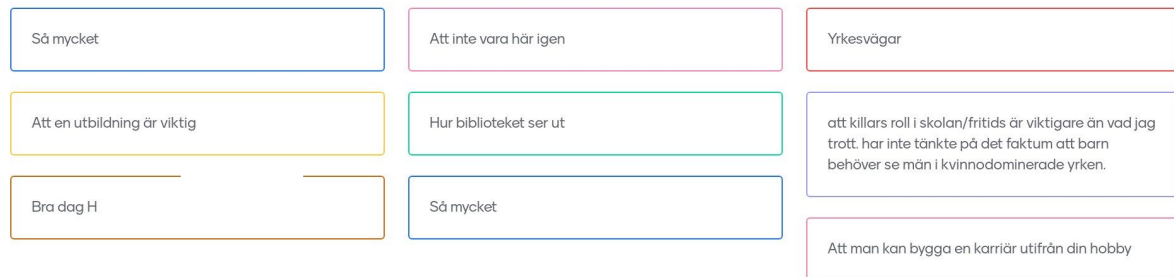 Så mycket
Att en utbildning är viktig
Bra dag H
Att inte vara här igen
Hur biblioteket ser ut
Så mycket
Yrkesvägar
att killars roll i skolan/fritids är viktigare än vad jag
trott. har inte tänkte på det faktum att barn
behöver se män i kvinnodominerade yrken.
Att man kan bygga en karriär utifrån din hobby